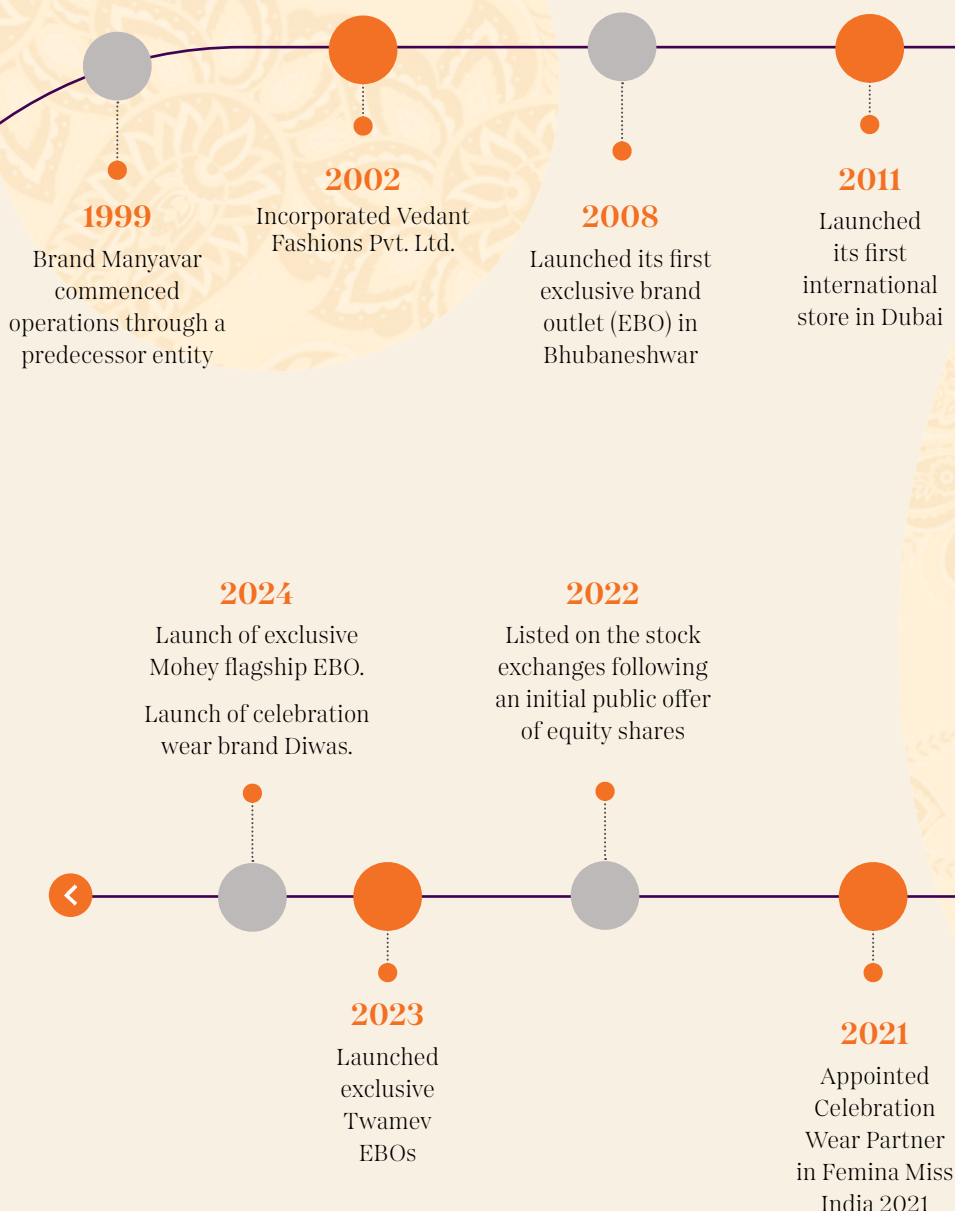 1999
Brand Manyavar
commenced
operations through a
predecessor entity
2002
Incorporated Vedant
Fashions Pvt. Ltd.
2008
Launched its first
exclusive brand
outlet (EBO) in
Bhubaneshwar
2011
Launched
its first
international
store in Dubai
2024
Launch of exclusive
Mohey flagship EBO.
Launch of celebration
wear brand Diwas.
2022
Listed on the stock
exchanges following
an initial public offer
of equity shares
2023
Launched
exclusive
Twamev
EBOs
2021
Appointed
Celebration
Wear Partner
in Femina Miss
India 2021